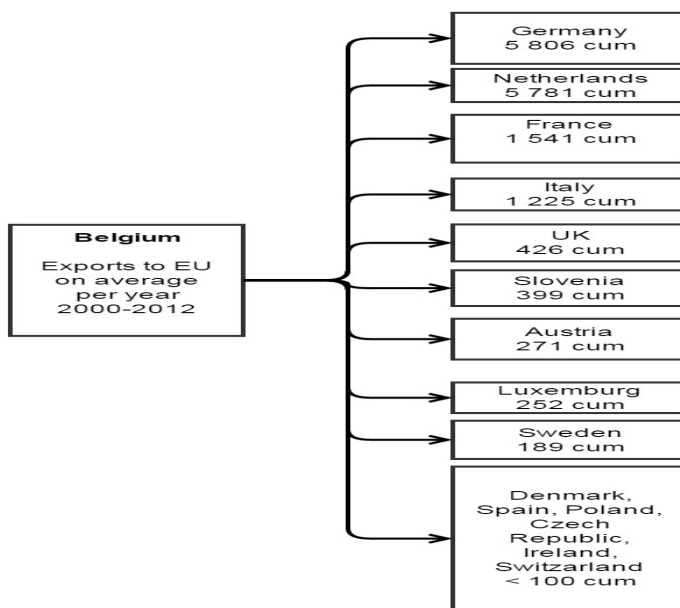 Belgium
Exports to EU
on average
per year
2000-2012
Germany
5 806 cum
Netherlands
5 781 cum
France
1 541 cum
Italy
1 225 cum
UK
426 cum
Slovenia
399 cum
Austria
271 cum
Luxemburg
252 cum
Sweden
189 cum
Denmark,
Spain, Poland,
Czech
Republic,
Ireland,
Switzarland
< 100 cum